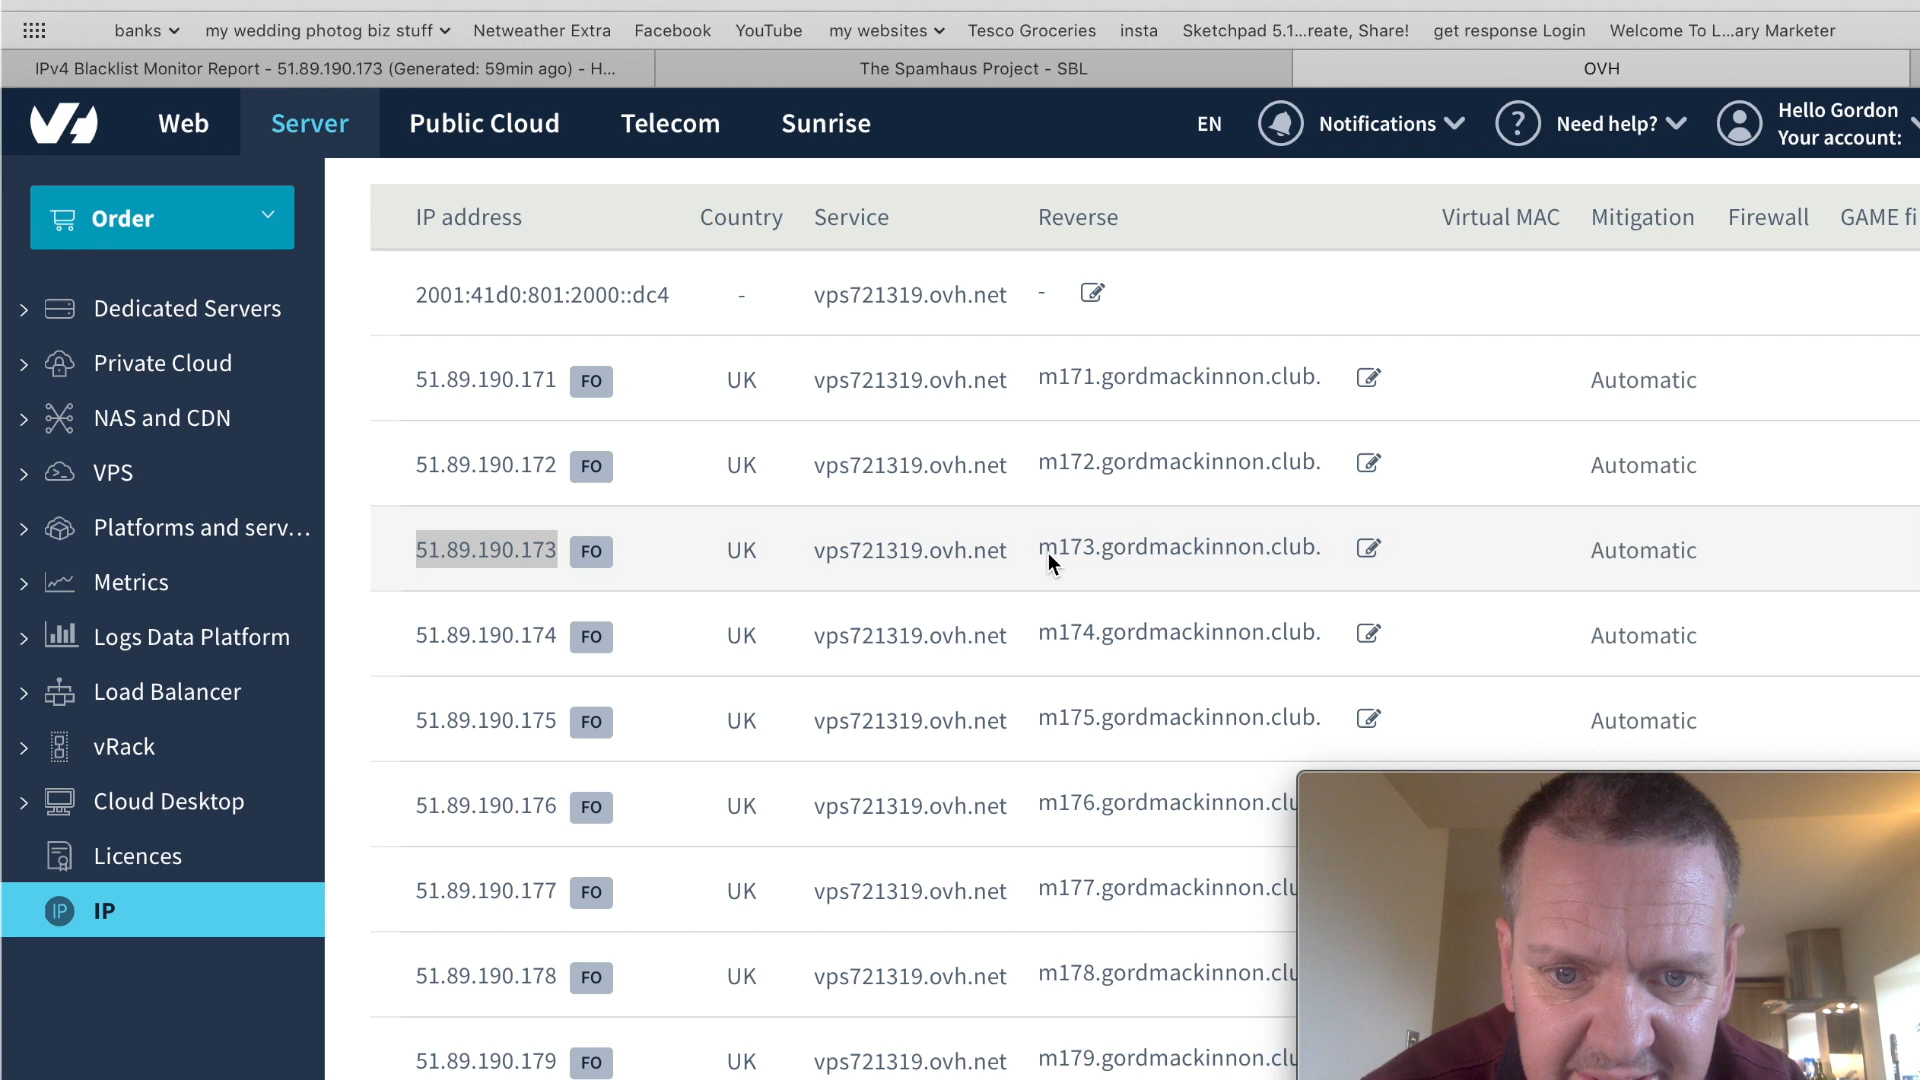 banks my wedding photog biz stuff Netweather Extra Facebook YouTube my websites Tesco Groceries insta Sketchpad 5.1...reate, Share! get response Login Welcome To L...ary Marketer
IPv4 Blacklist Monitor Report - 51.89.190.173 (Generated: 59min ago) - H... The Spamhaus Project - SBL OVH
Web Server Public Cloud Telecom Sunrise EN Notifications ? Need help? Hello Gordon
Your account:
Order
Dedicated Servers
Private Cloud
NAS and CDN
VPS
Platforms and serv...
Metrics
Logs Data Platform
Load Balancer
vRack
Cloud Desktop
Licences
IP IP
IP address Country Service Reverse Virtual MAC Mitigation Firewall GAME fi
2001:41d0:801:2000::dc4 - vps721319.ovh.net -
51.89.190.171 FO UK vps721319.ovh.net m171.gordmackinnon.club. Automatic
51.89.190.172 FO UK vps721319.ovh.net m172.gordmackinnon.club. Automatic
51.89.190.173 FO UK vps721319.ovh.net m173.gordmackinnon.club. Automatic
51.89.190.174 FO UK vps721319.ovh.net m174.gordmackinnon.club. Automatic
51.89.190.175 FO UK vps721319.ovh.net m175.gordmackinnon.club. Automatic
51.89.190.176 FO UK vps721319.ovh.net m176.gordmackinnon.clu
51.89.190.177 FO UK vps721319.ovh.net m177.gordmackinnon.clu
51.89.190.178 FO UK vps721319.ovh.net m178.gordmackinnon.clu
51.89.190.179 FO UK vps721319.ovh.net m179.gordmackinnon.clu